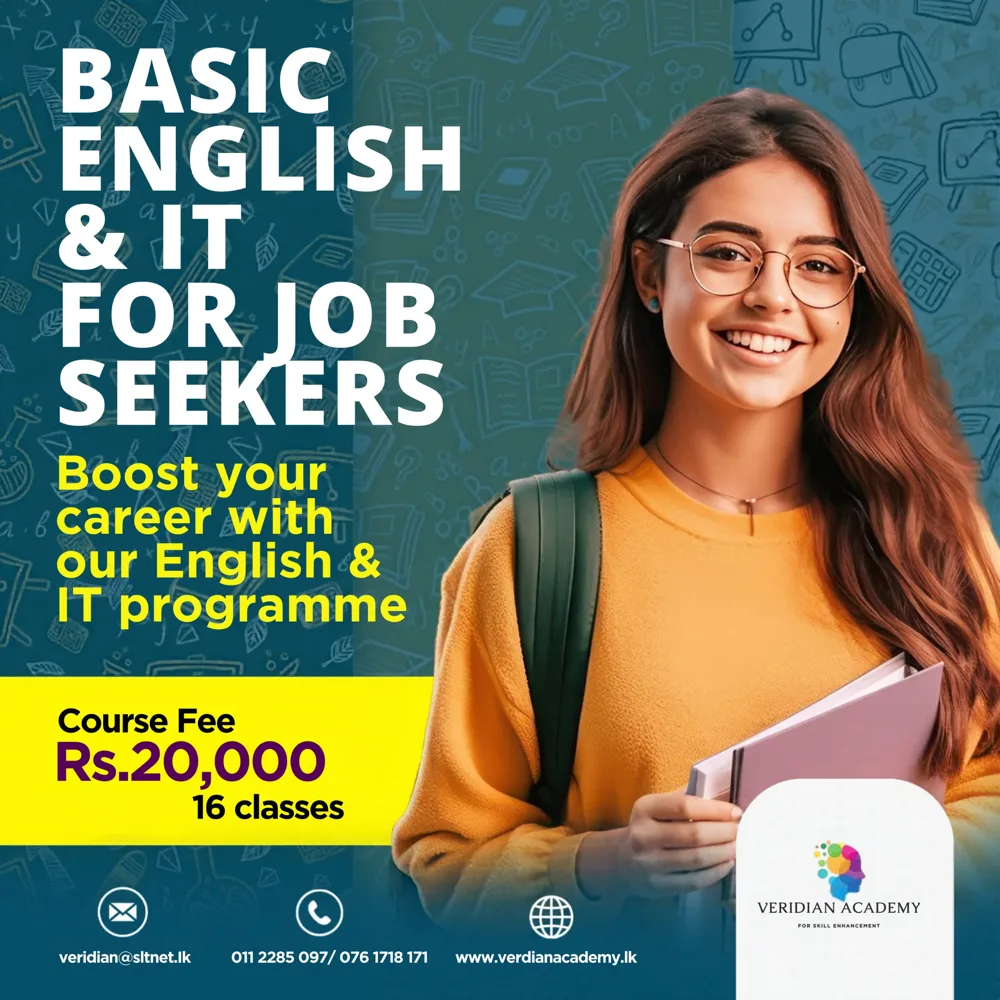 BASIC
ENGLISH
& IT
FOR JOB
SEEKERS
Boost your
career with
our English &
IT programme
Course Fee
Rs.20,000
16 classes
veridian@sltnet.lk
011 2285 097/ 076 1718 171
www.verdianacademy.lk
VERIDIAN ACADEMY
FOR SKILL ENHANCEMENT